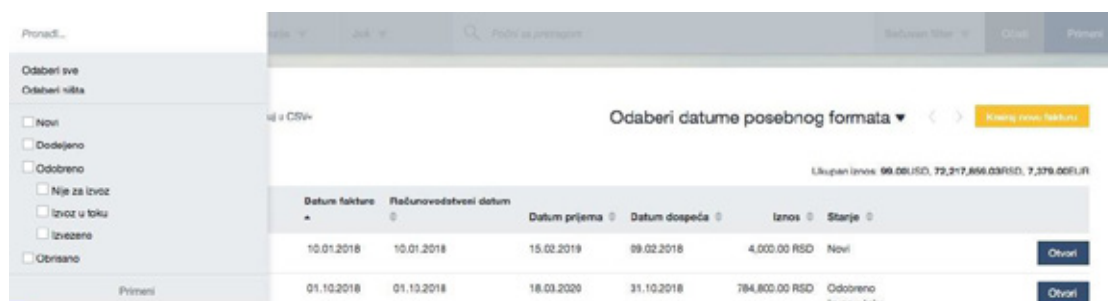 Pronađi...
Očisti
Primeni
Odaberi sve
Odaberi ništa
u CSV
Odaberi datume posebnog formata
Kreiraj novu fakturu
Novi
Dodeljeno
Odobreno
Nije za izvoz
Izvoz u toku
Izvezeno
Obrisano
Primeni
Ukupan iznos: 99.00USD, 72,217,856.03RSD, 7,379.00EUR
Datum fakture Računovodstveni datum Datum prijema Datum dospeća Iznos Stanje
10.01.2018 10.01.2018 15.02.2019 09.02.2018 4,000.00 RSD Novi Otvori
01.10.2018 01.10.2018 18.03.2020 31.10.2018 784,800.00 RSD Odobreno Otvori